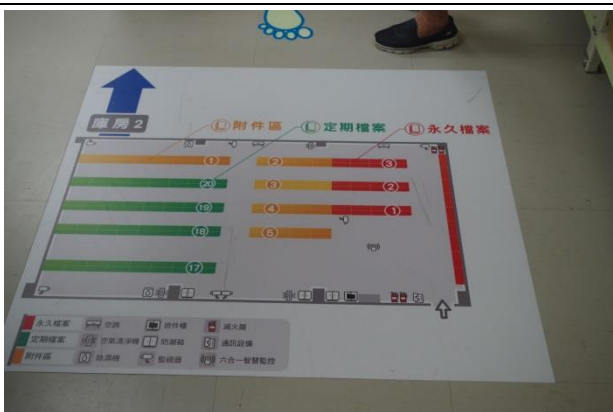 庫房2
附件區
定期檔案
永久檔案
1
2
3
20
3
2
19
4
1
18
5
17
永久檔案 空調 證件櫃 滅火器
定期檔案 空氣清淨機 防潮箱 通訊設備
附件區 除濕機 監視器 六合一智慧監控